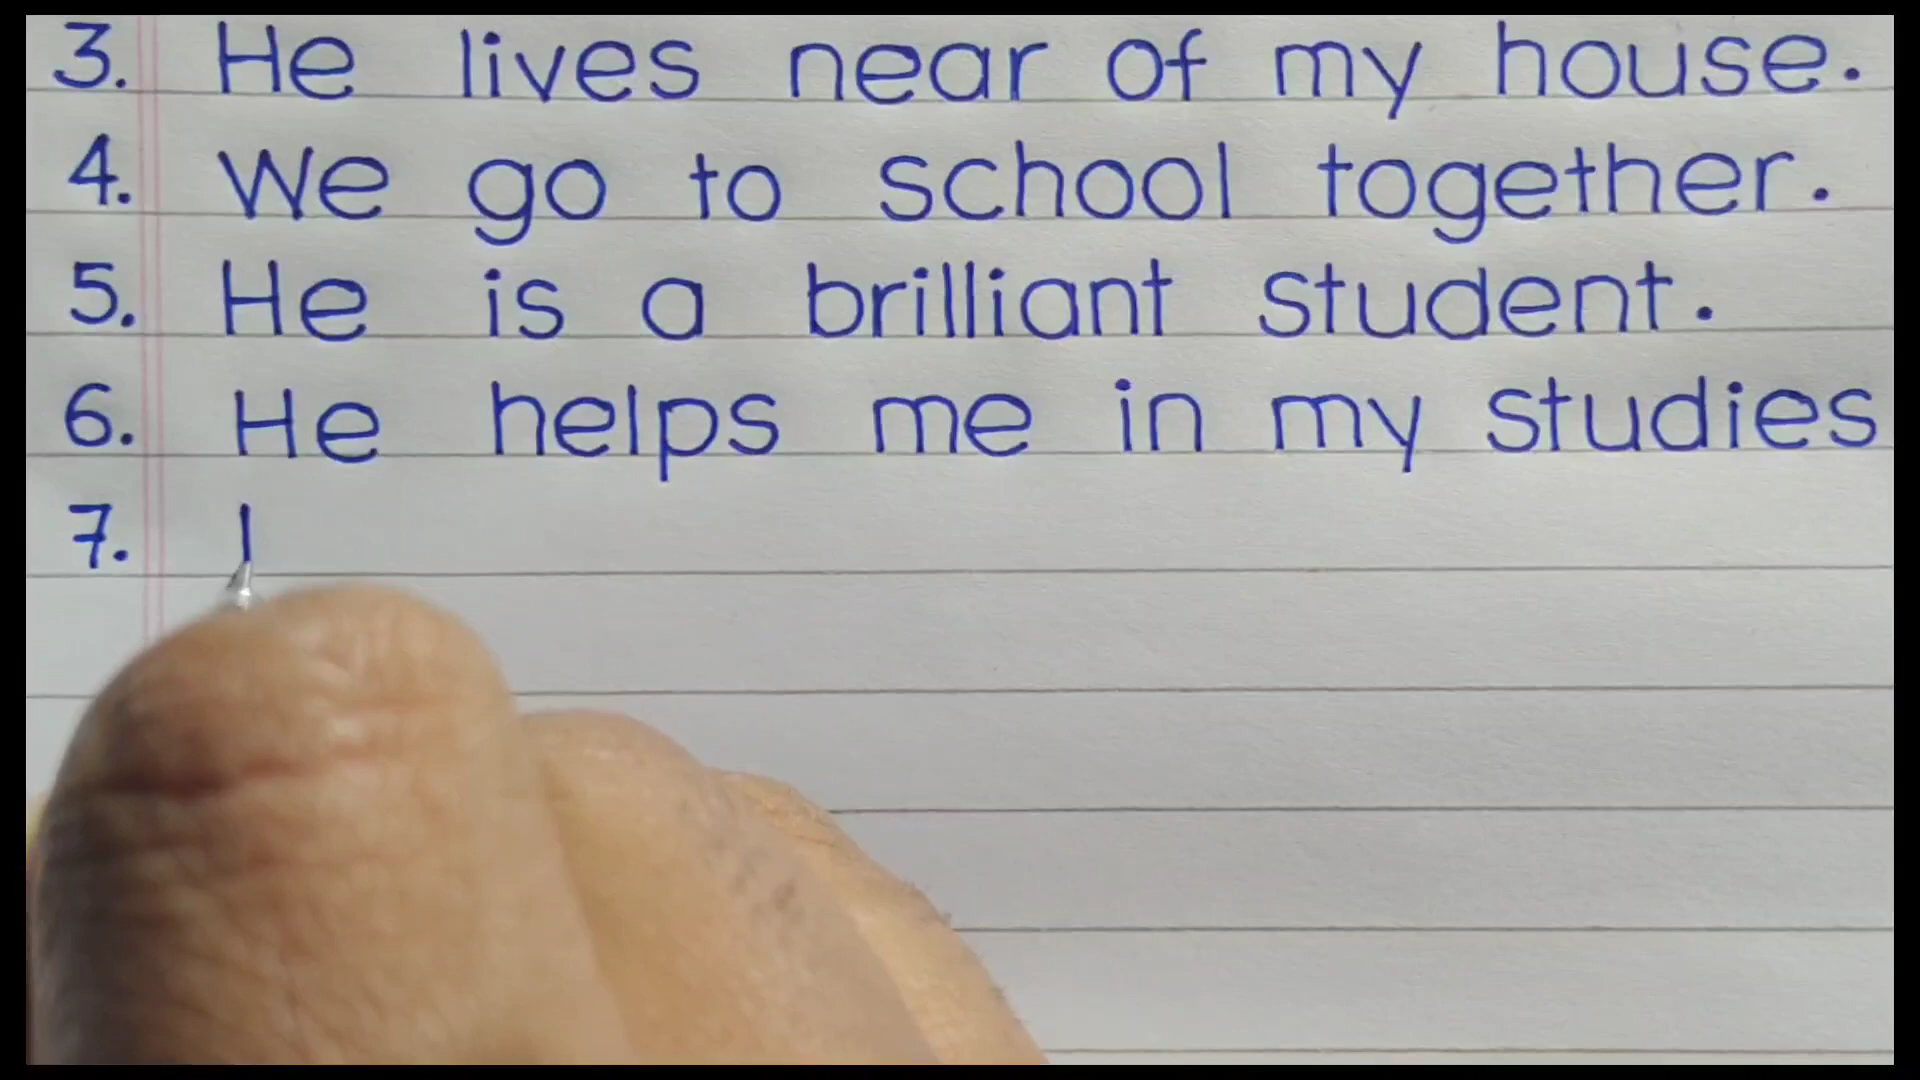 3. He lives near of my house.
4. We go to school together.
5. He is a brilliant student.
6. He helps me in my studies
7.